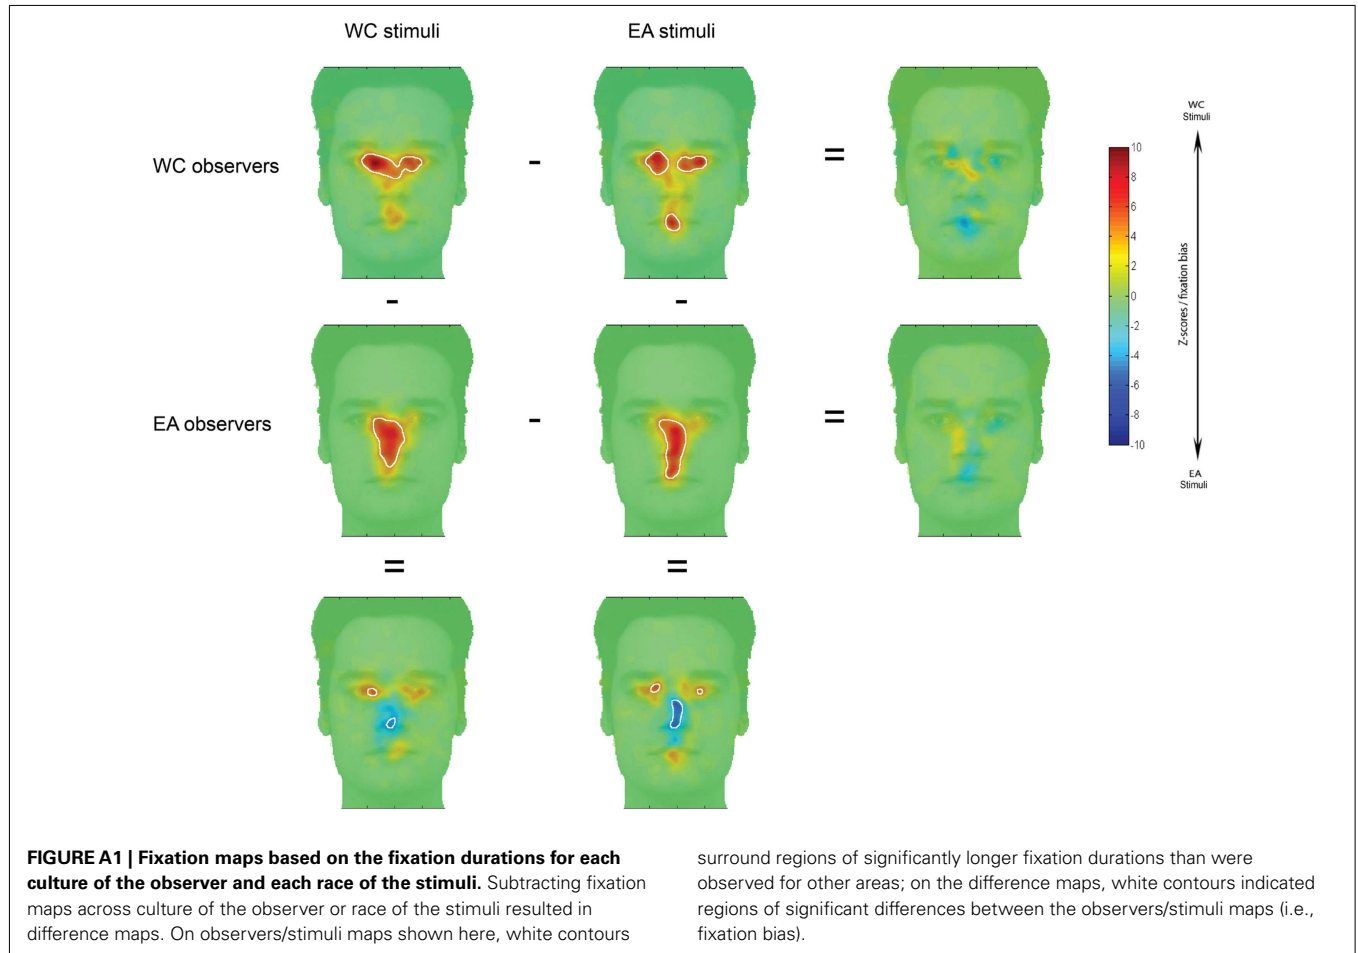 WC stimuli EA stimuli
WC observers - =
- -
EA observers - =
= =
WC
Stimuli
10
8
6
4
2
0
-2
-4
-6
-8
-10
Z-scores / fixation bias
EA
Stimuli
FIGURE A1 | Fixation maps based on the fixation durations for each
culture of the observer and each race of the stimuli. Subtracting fixation
maps across culture of the observer or race of the stimuli resulted in
difference maps. On observers/stimuli maps shown here, white contours
surround regions of significantly longer fixation durations than were
observed for other areas; on the difference maps, white contours indicated
regions of significant differences between the observers/stimuli maps (i.e.,
fixation bias).